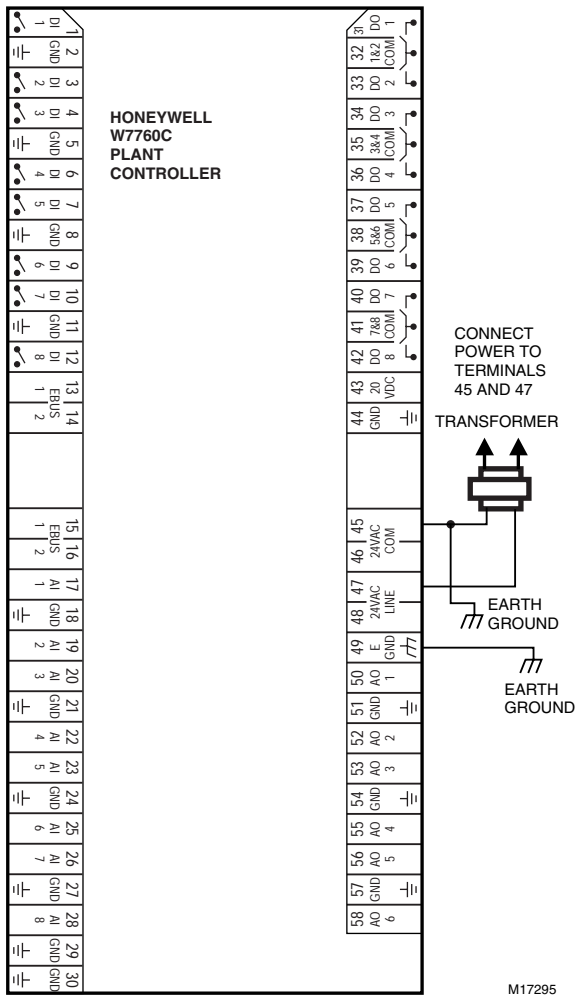 HONEYWELL
W7760C
PLANT
CONTROLLER
1 DI 1
GND 2
2 DI 3
3 DI 4
GND 5
4 DI 6
5 DI 7
GND 8
6 DI 9
7 DI 10
GND 11
8 DI 12
1 EBUS 13
2 14
1 EBUS 15
2 16
1 AI 17
GND 18
2 AI 19
3 AI 20
GND 21
4 AI 22
5 AI 23
GND 24
6 AI 25
7 AI 26
GND 27
8 AI 28
GND 29
GND 30
31 DO 1
32 1&2 COM
33 DO 2
34 DO 3
35 3&4 COM
36 DO 4
37 DO 5
38 5&6 COM
39 DO 6
40 DO 7
41 7&8 COM
42 DO 8
43 20 VDC
44 GND
45 24VAC
46 COM
47 24VAC
48 LINE
49 E GND
50 AO 1
51 GND
52 AO 2
53 AO 3
54 GND
55 AO 4
56 AO 5
57 GND
58 AO 6
CONNECT
POWER TO
TERMINALS
45 AND 47
TRANSFORMER
EARTH
GROUND
EARTH
GROUND
M17295